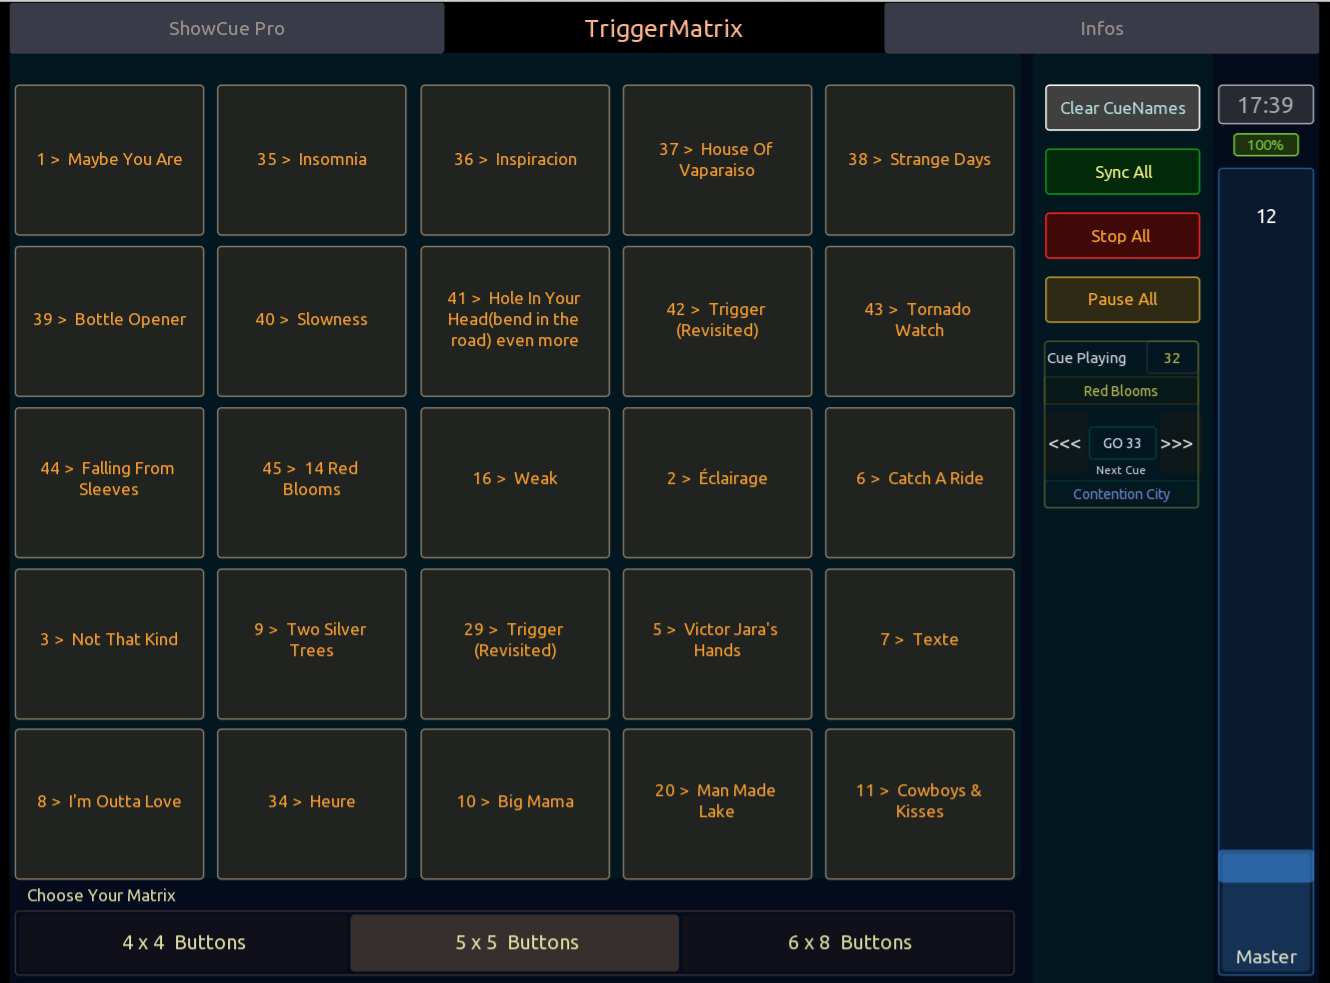 ShowCue Pro
TriggerMatrix
Infos
1 > Maybe You Are
35 > Insomnia
36 > Inspiracion
37 > House Of
Vaparaiso
38 > Strange Days
39 > Bottle Opener
40 > Slowness
41 > Hole In Your
Head(bend in the
road) even more
42 > Trigger
(Revisited)
43 > Tornado
Watch
44 > Falling From
Sleeves
45 > 14 Red
Blooms
16 > Weak
2 > Éclairage
6 > Catch A Ride
3 > Not That Kind
9 > Two Silver
Trees
29 > Trigger
(Revisited)
5 > Victor Jara's
Hands
7 > Texte
8 > I'm Outta Love
34 > Heure
10 > Big Mama
20 > Man Made
Lake
11 > Cowboys &
Kisses
Choose Your Matrix
4 x 4 Buttons
5 x 5 Buttons
6 x 8 Buttons
Clear CueNames
Sync All
Stop All
Pause All
Cue Playing 32
Red Blooms
<<< GO 33 >>>
Next Cue
Contention City
17:39
100%
12
Master